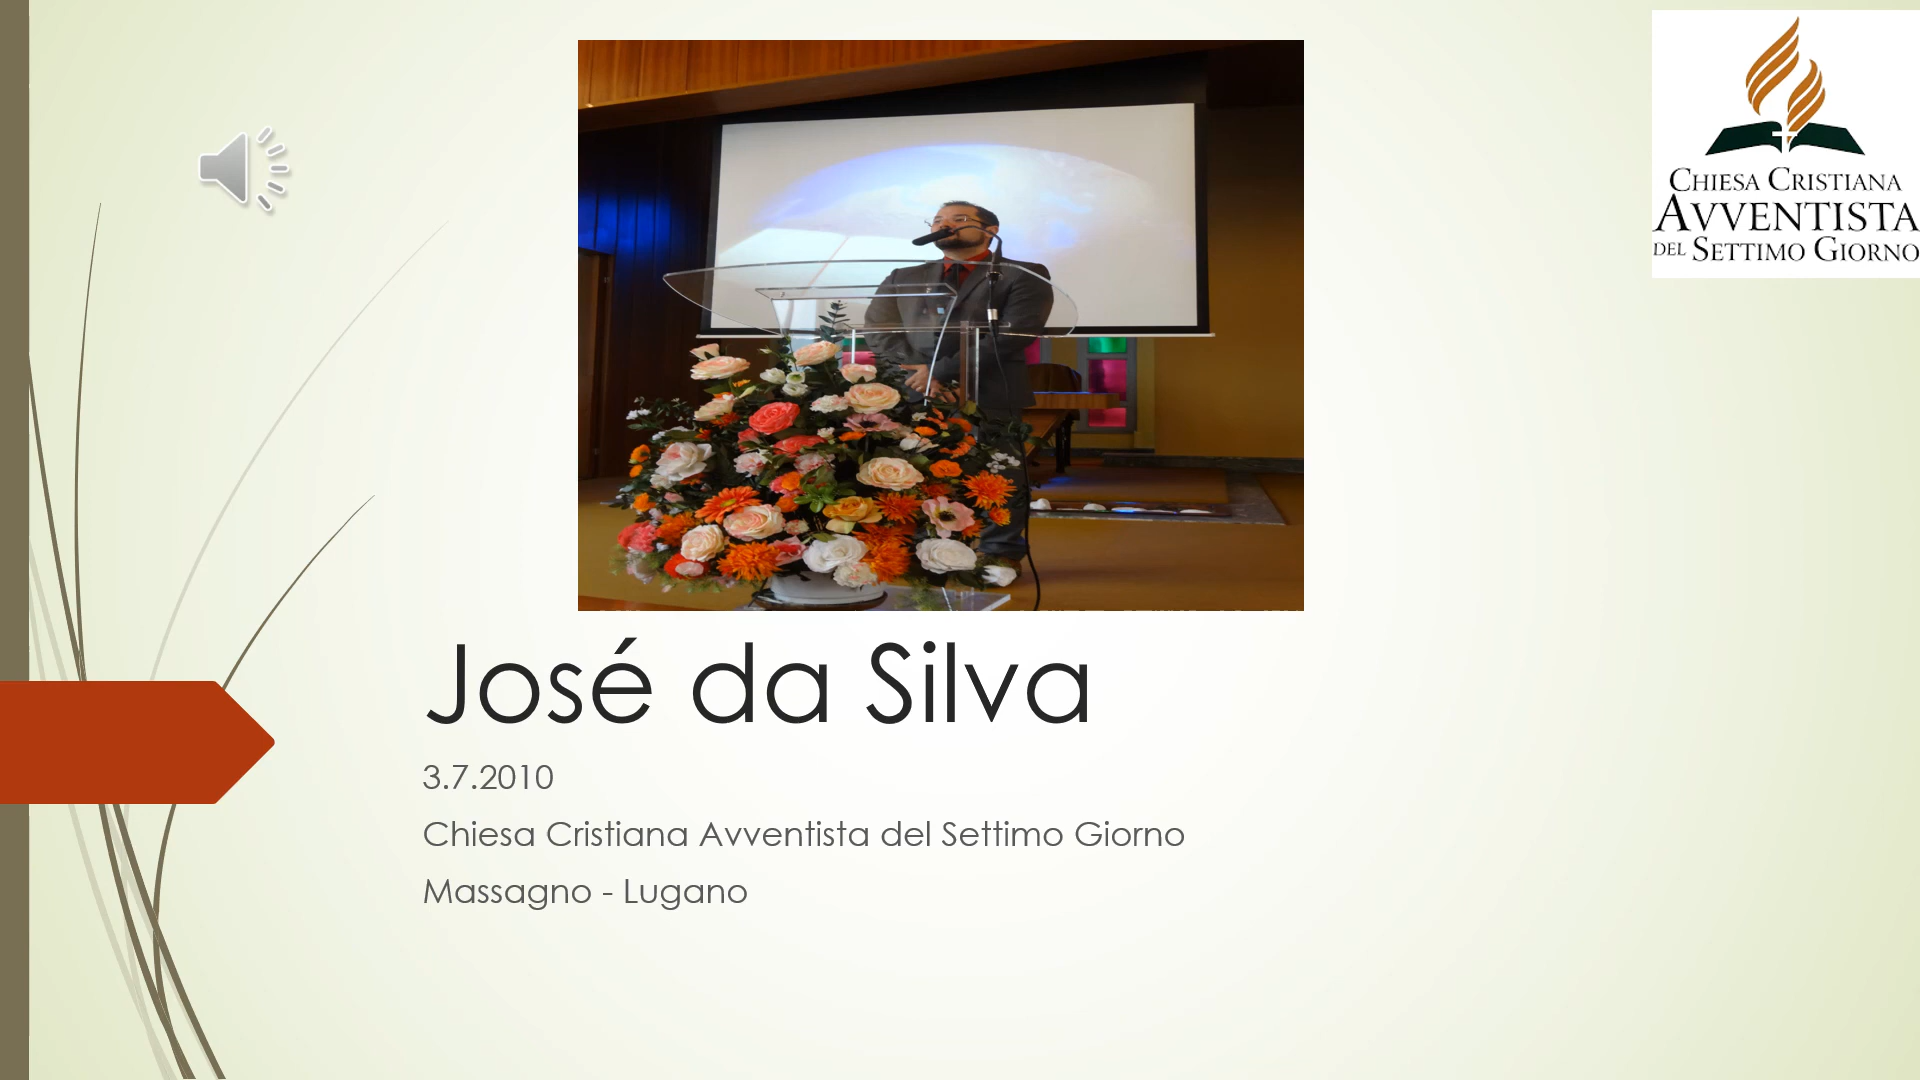 Chiesa Cristiana
Avventista
del Settimo Giorno
José da Silva
3.7.2010
Chiesa Cristiana Avventista del Settimo Giorno
Massagno - Lugano